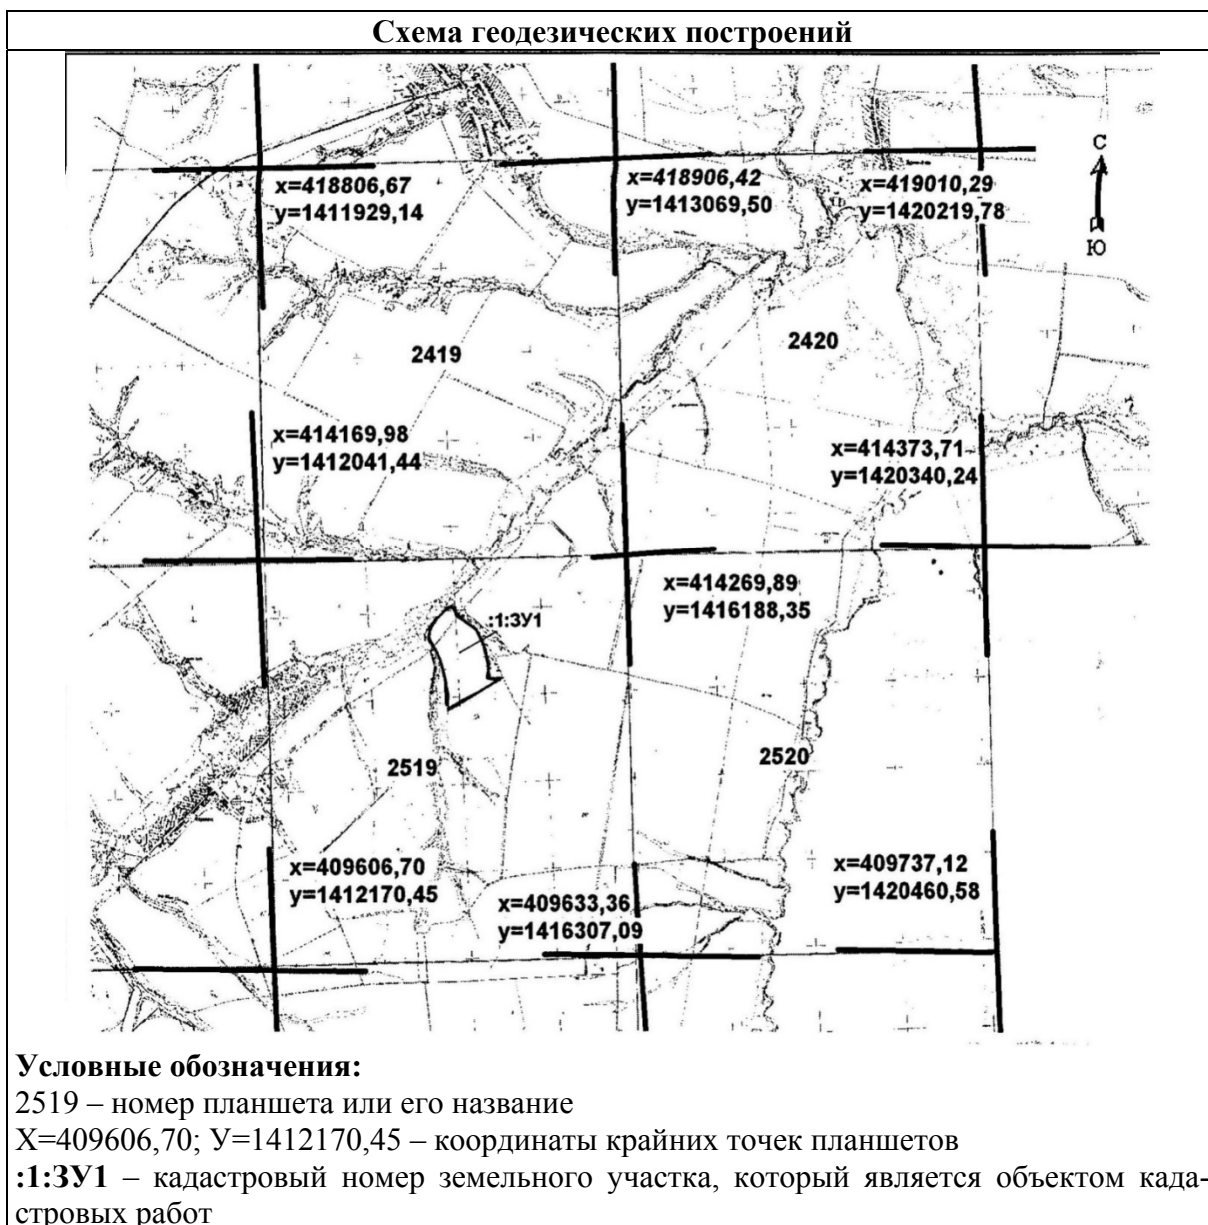 Схема геодезических построений
С
x=418806,67
y=1411929,14
x=418906,42
y=1413069,50
x=419010,29
y=1420219,78
Ю
2419
2420
x=414169,98
y=1412041,44
x=414373,71
y=1420340,24
x=414269,89
y=1416188,35
:1:ЗУ1
2519
2520
x=409606,70
y=1412170,45
x=409633,36
y=1416307,09
x=409737,12
y=1420460,58
Условные обозначения:
2519 – номер планшета или его название
Х=409606,70; У=1412170,45 – координаты крайних точек планшетов
:1:ЗУ1 – кадастровый номер земельного участка, который является объектом када-
стровых работ